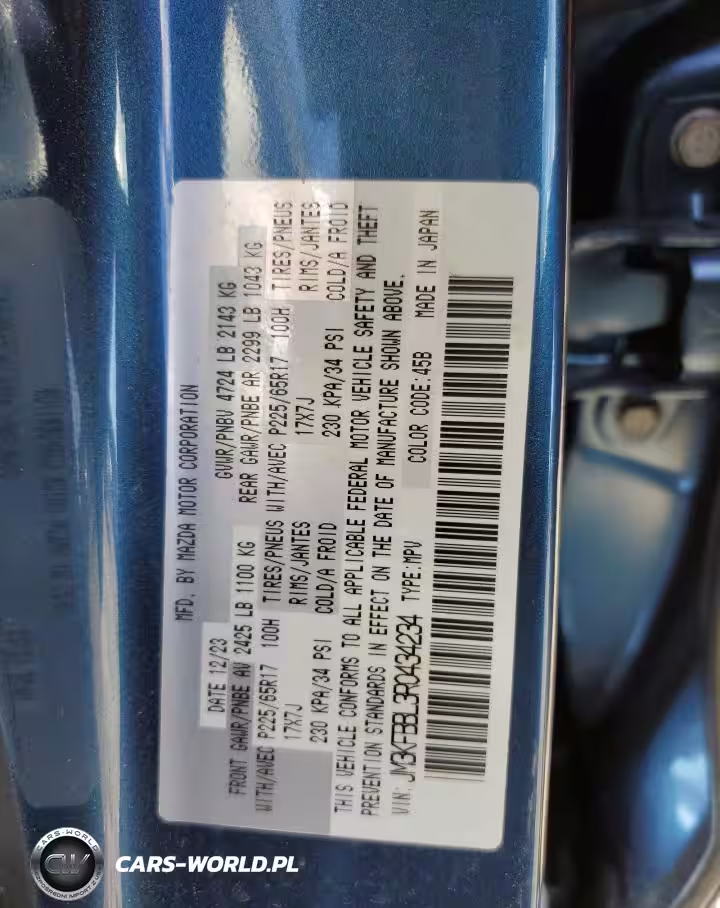 MFD. BY MAZDA MOTOR CORPORATION
DATE 12/23 GVWR/PNBV 4724 LB 2143 KG
FRONT GAWR/PNBE AV 2425 LB 1100 KG REAR GAWR/PNBE AR 2299 LB 1043 KG
WITH/AVEC P225/65R17 100H TIRES/PNEUS WITH/AVEC P225/65R17 100H TIRES/PNEUS
17X7J RIMS/JANTES 17X7J RIMS/JANTES
230 KPA/34 PSI COLD/A FROID 230 KPA/34 PSI COLD/A FROID
THIS VEHICLE CONFORMS TO ALL APPLICABLE FEDERAL MOTOR VEHICLE SAFETY AND THEFT
PREVENTION STANDARDS IN EFFECT ON THE DATE OF MANUFACTURE SHOWN ABOVE.
VIN: JM3KFBBL3R0434234 TYPE:MPV COLOR CODE:45B MADE IN JAPAN
CARS-WORLD
CW
CARS-WORLD.PL